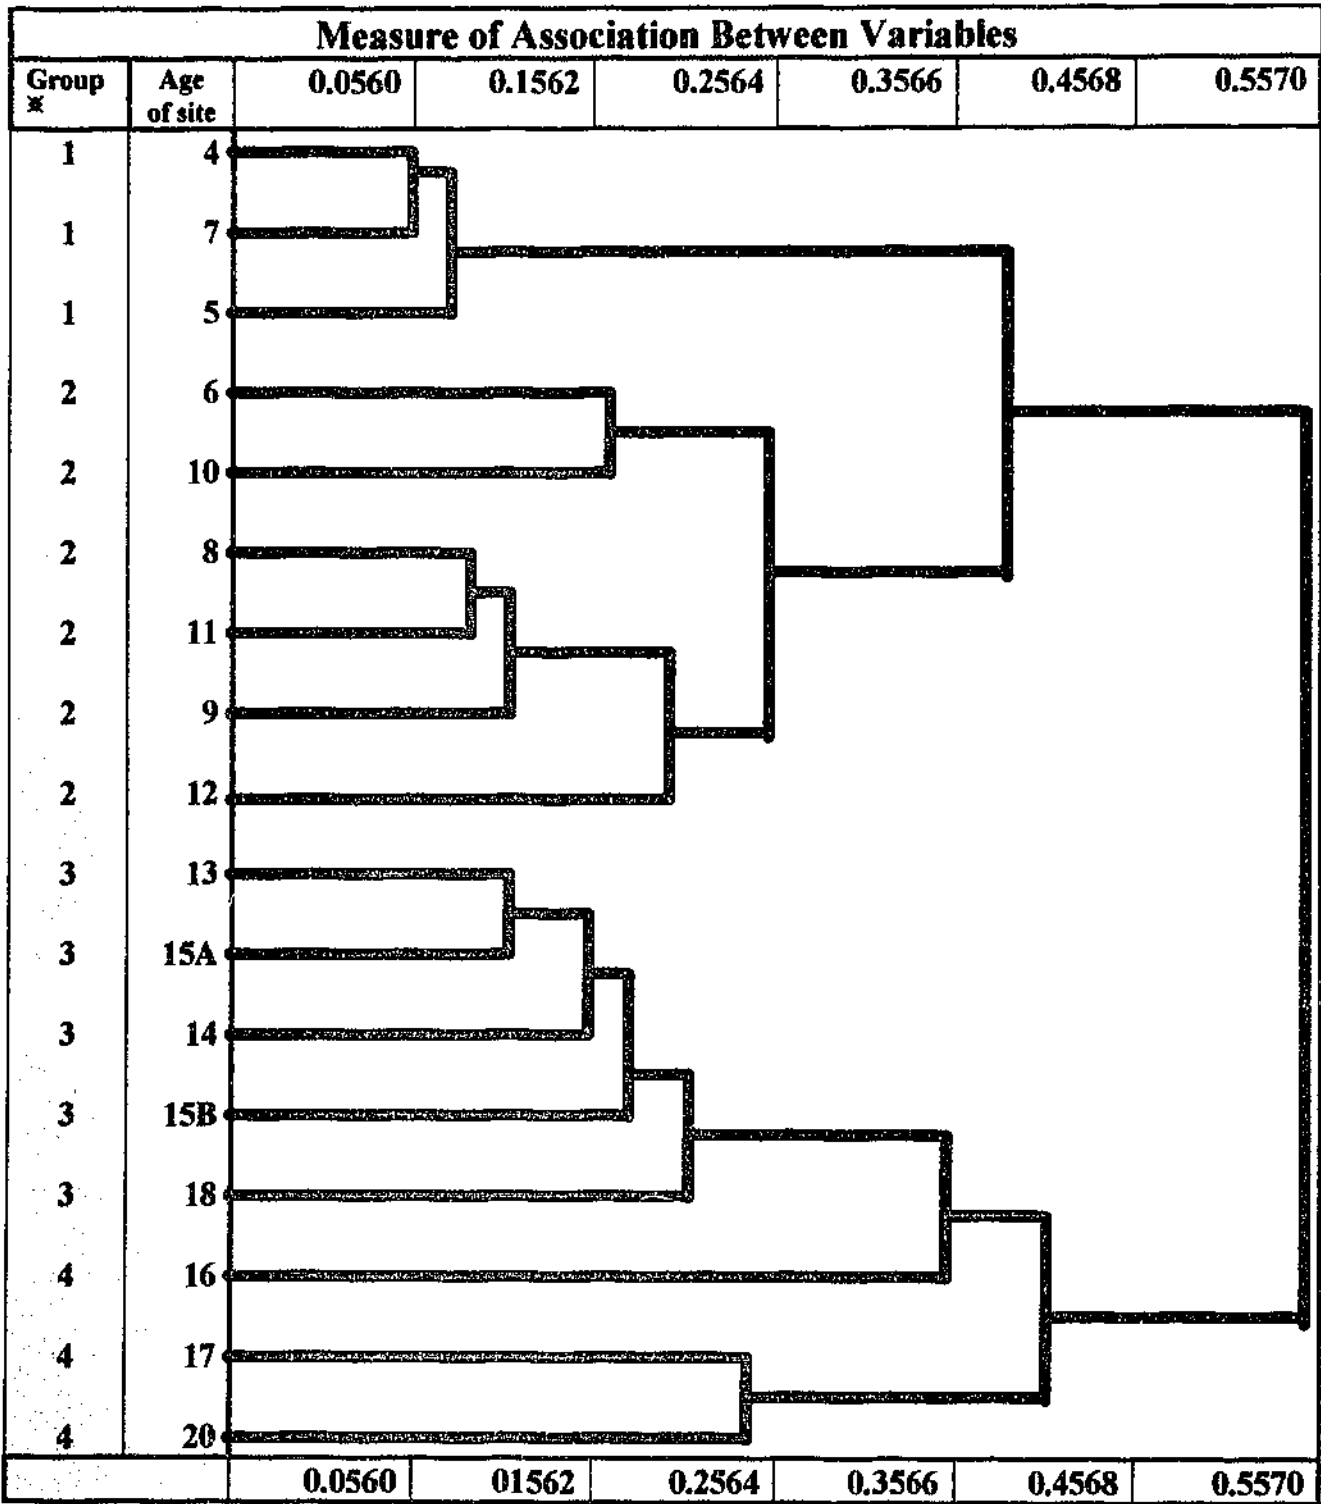 Measure of Association Between Variables
Group Age 0.0560 0.1562 0.2564 0.3566 0.4568 0.5570
※ of site
1 4
1 7
1 5
2 6
2 10
2 8
2 11
2 9
2 12
3 13
3 15A
3 14
3 15B
3 18
4 16
4 17
4 20
0.0560 01562 0.2564 0.3566 0.4568 0.5570